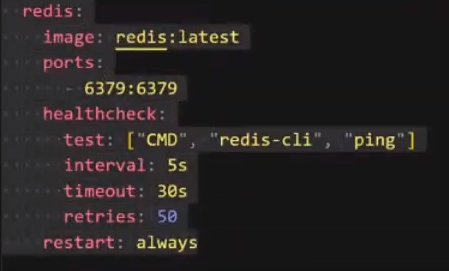 redis:
  image: redis:latest
  ports:
    - 6379:6379
  healthcheck:
    test: ["CMD", "redis-cli", "ping"]
    interval: 5s
    timeout: 30s
    retries: 50
  restart: always